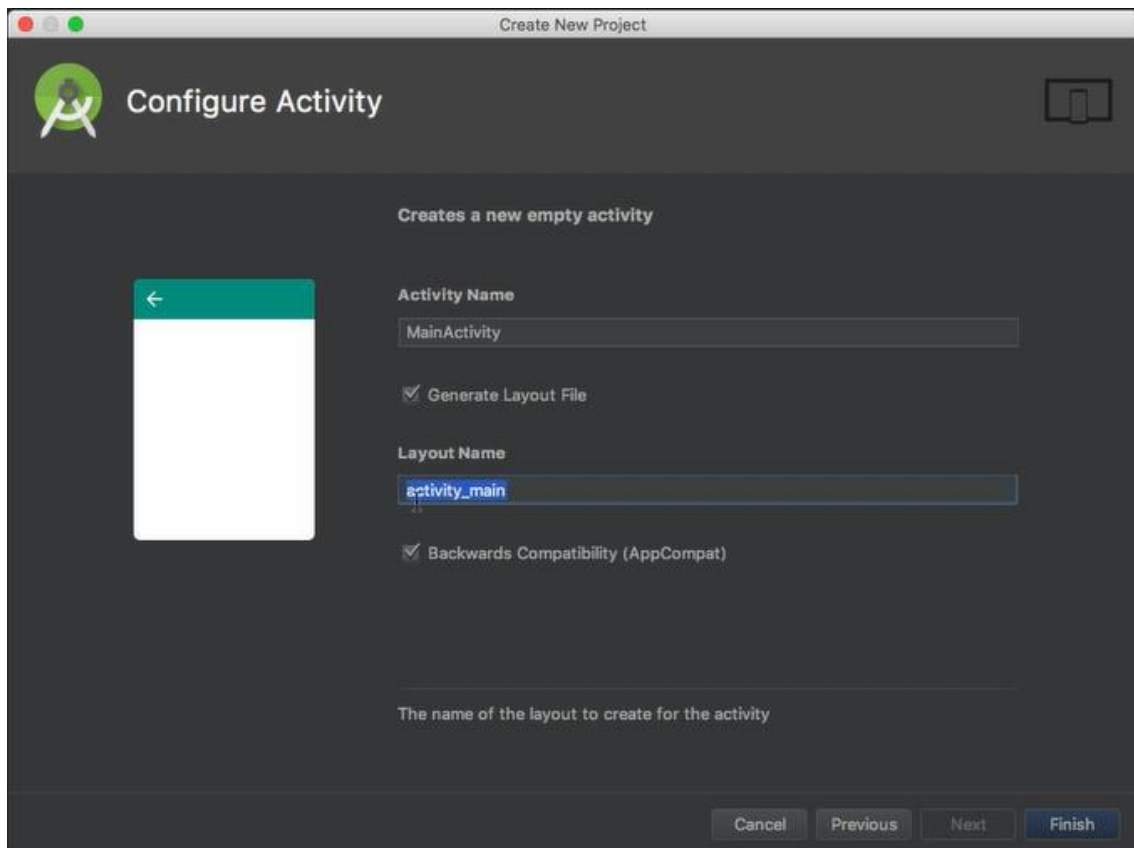 Create New Project
Configure Activity
Creates a new empty activity
Activity Name
MainActivity
Generate Layout File
Layout Name
activity_main
Backwards Compatibility (AppCompat)
The name of the layout to create for the activity
Cancel Previous Next Finish